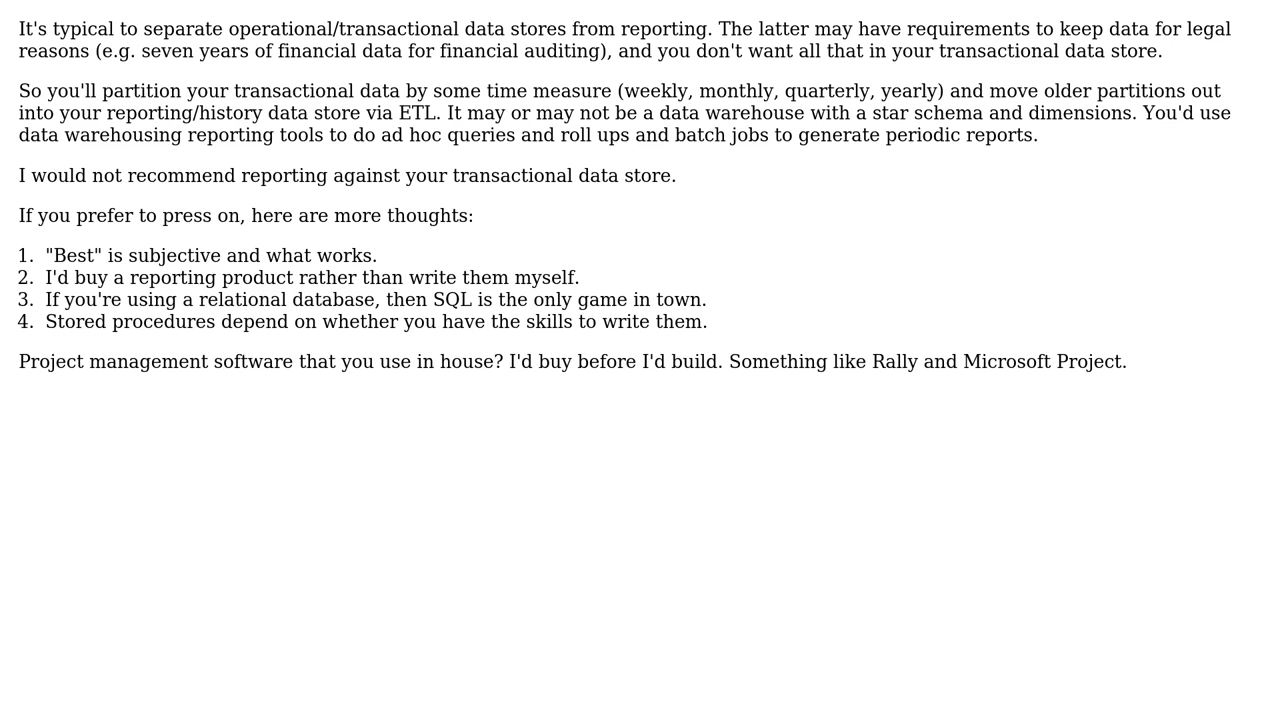 It's typical to separate operational/transactional data stores from reporting. The latter may have requirements to keep data for legal
reasons (e.g. seven years of financial data for financial auditing), and you don't want all that in your transactional data store.
So you'll partition your transactional data by some time measure (weekly, monthly, quarterly, yearly) and move older partitions out
into your reporting/history data store via ETL. It may or may not be a data warehouse with a star schema and dimensions. You'd use
data warehousing reporting tools to do ad hoc queries and roll ups and batch jobs to generate periodic reports.
I would not recommend reporting against your transactional data store.
If you prefer to press on, here are more thoughts:
1. "Best" is subjective and what works.
2. I'd buy a reporting product rather than write them myself.
3. If you're using a relational database, then SQL is the only game in town.
4. Stored procedures depend on whether you have the skills to write them.
Project management software that you use in house? I'd buy before I'd build. Something like Rally and Microsoft Project.